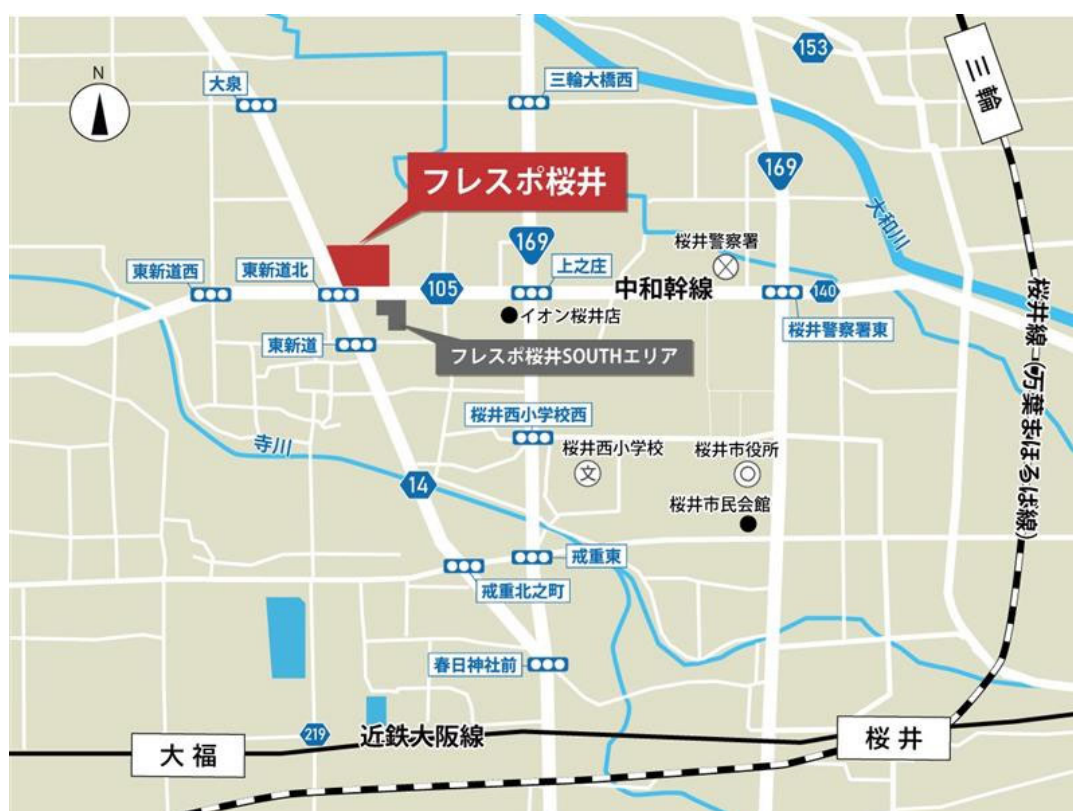 N
大泉
三輪大橋西
153
三輪
フレスポ桜井
169
169
大和川
桜井警察署
東新道西
東新道北
105
上之庄
中和幹線
140
イオン桜井店
桜井警察署東
東新道
フレスポ桜井SOUTHエリア
桜井線(万葉まほろば線)
桜井西小学校西
寺川
桜井西小学校
文
桜井市役所
14
桜井市民会館
戒重東
戒重北之町
春日神社前
219
近鉄大阪線
大福
桜井